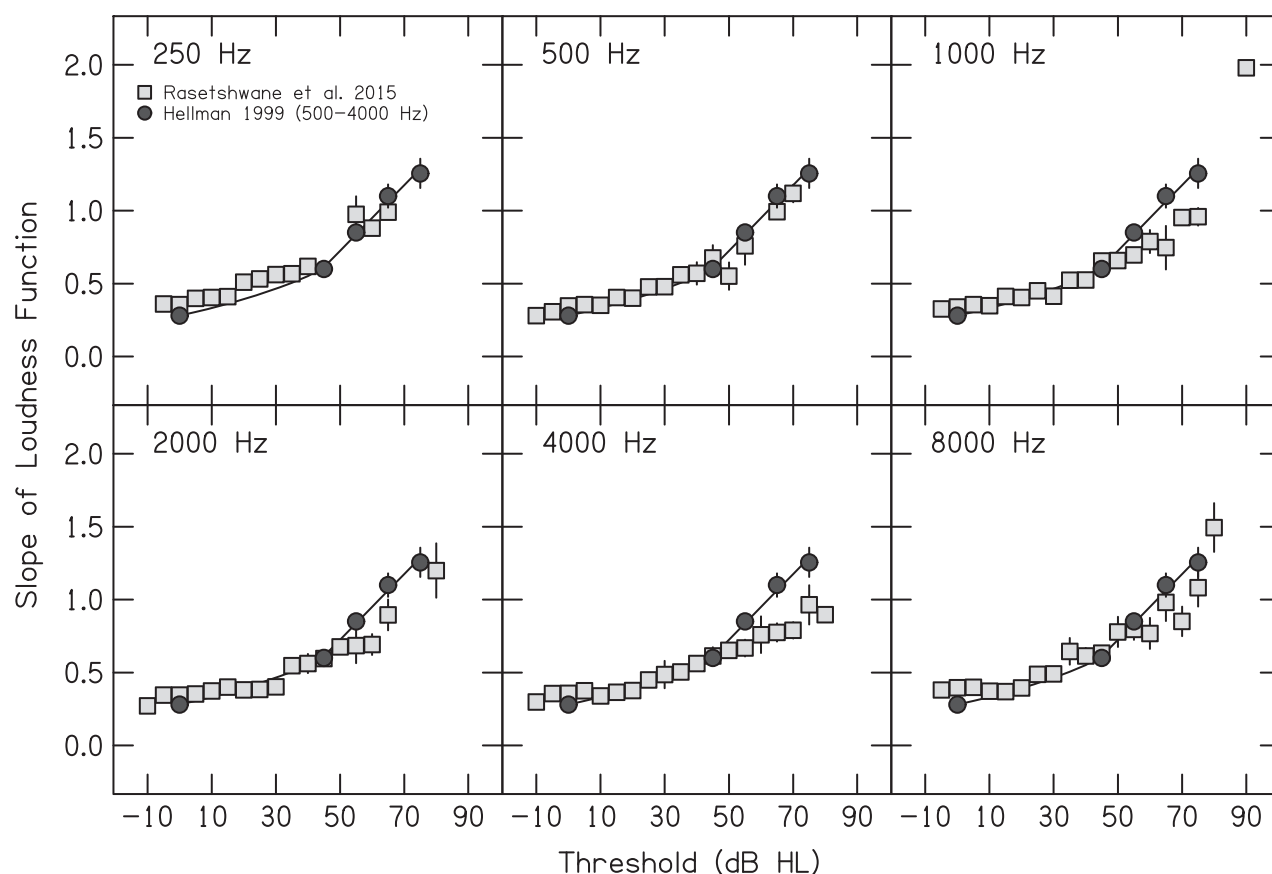 250 Hz
500 Hz
1000 Hz
Rasetshwane et al. 2015
Hellman 1999 (500–4000 Hz)
2.0
1.5
1.0
0.5
0.0
Slope of Loudness Function
2000 Hz
4000 Hz
8000 Hz
2.0
1.5
1.0
0.5
0.0
−10 10 30 50 70 90
−10 10 30 50 70 90
−10 10 30 50 70 90
Threshold (dB HL)